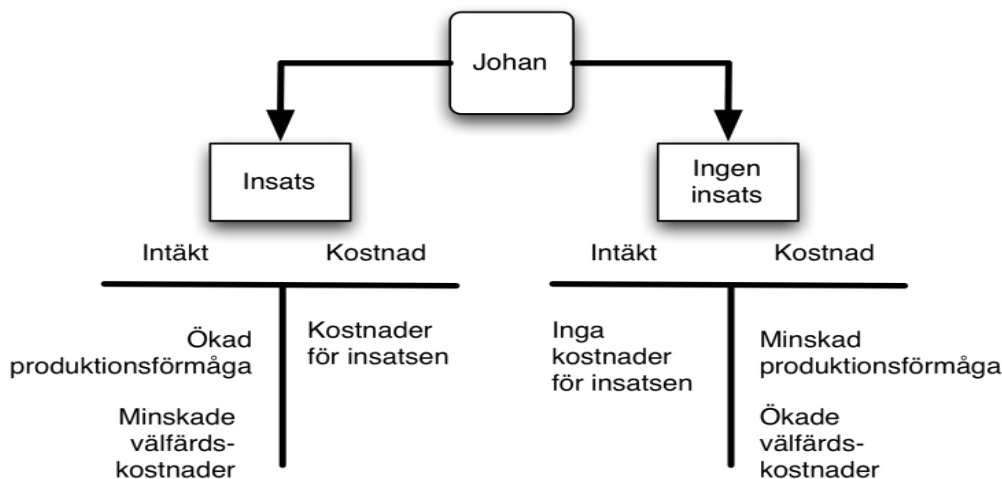 Johan
Insats
Ingen
insats
Intäkt
Kostnad
Intäkt
Kostnad
Ökad
produktionsförmåga
Minskade
välfärds-
kostnader
Kostnader
för insatsen
Inga
kostnader
för insatsen
Minskad
produktionsförmåga
Ökade
välfärds-
kostnader